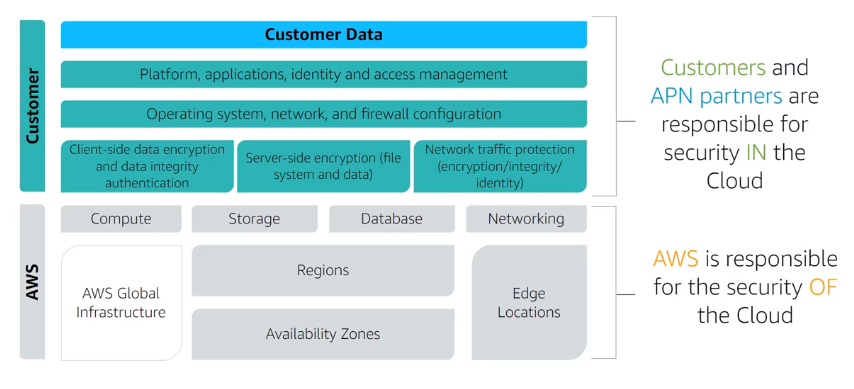 Customer
Customer Data
Platform, applications, identity and access management
Operating system, network, and firewall configuration
Client-side data encryption
and data integrity
authentication
Server-side encryption (file
system and data)
Network traffic protection
(encryption/integrity/
identity)
Customers and
APN partners are
responsible for
security IN the
Cloud
AWS
Compute
Storage
Database
Networking
AWS Global
Infrastructure
Regions
Availability Zones
Edge
Locations
AWS is responsible
for the security OF
the Cloud